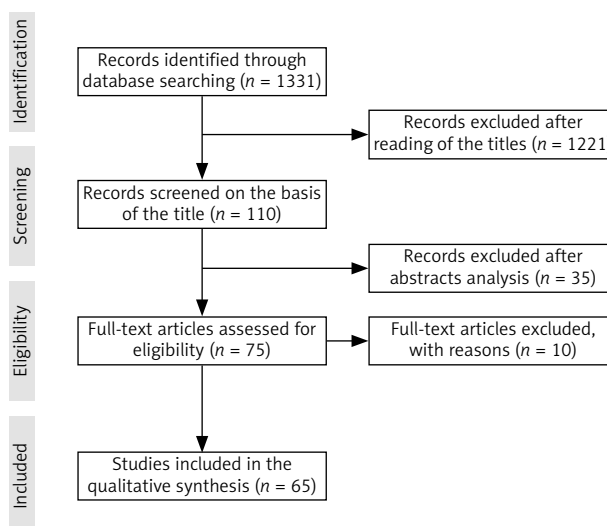 Identification
Records identified through
database searching (n = 1331)
Records excluded after
reading of the titles (n = 1221)
Screening
Records screened on the basis
of the title (n = 110)
Records excluded after
abstracts analysis (n = 35)
Eligibility
Full-text articles assessed for
eligibility (n = 75)
Full-text articles excluded,
with reasons (n = 10)
Included
Studies included in the
qualitative synthesis (n = 65)